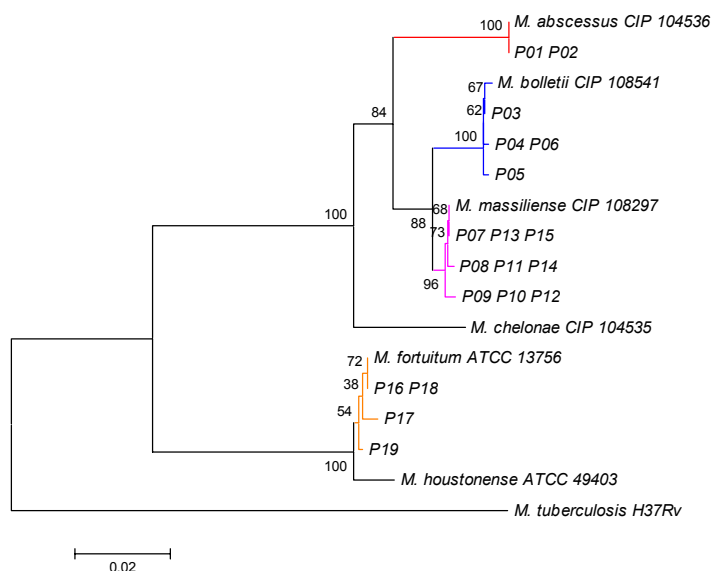 100
M. abscessus CIP 104536
P01 P02
67
M. bolletii CIP 108541
62
P03
84
100
P04 P06
P05
68
M. massiliense CIP 108297
100
88
73
P07 P13 P15
P08 P11 P14
96
P09 P10 P12
M. chelonae CIP 104535
72
M. fortuitum ATCC 13756
38
P16 P18
54
P17
P19
100
M. houstonense ATCC 49403
M. tuberculosis H37Rv
0.02